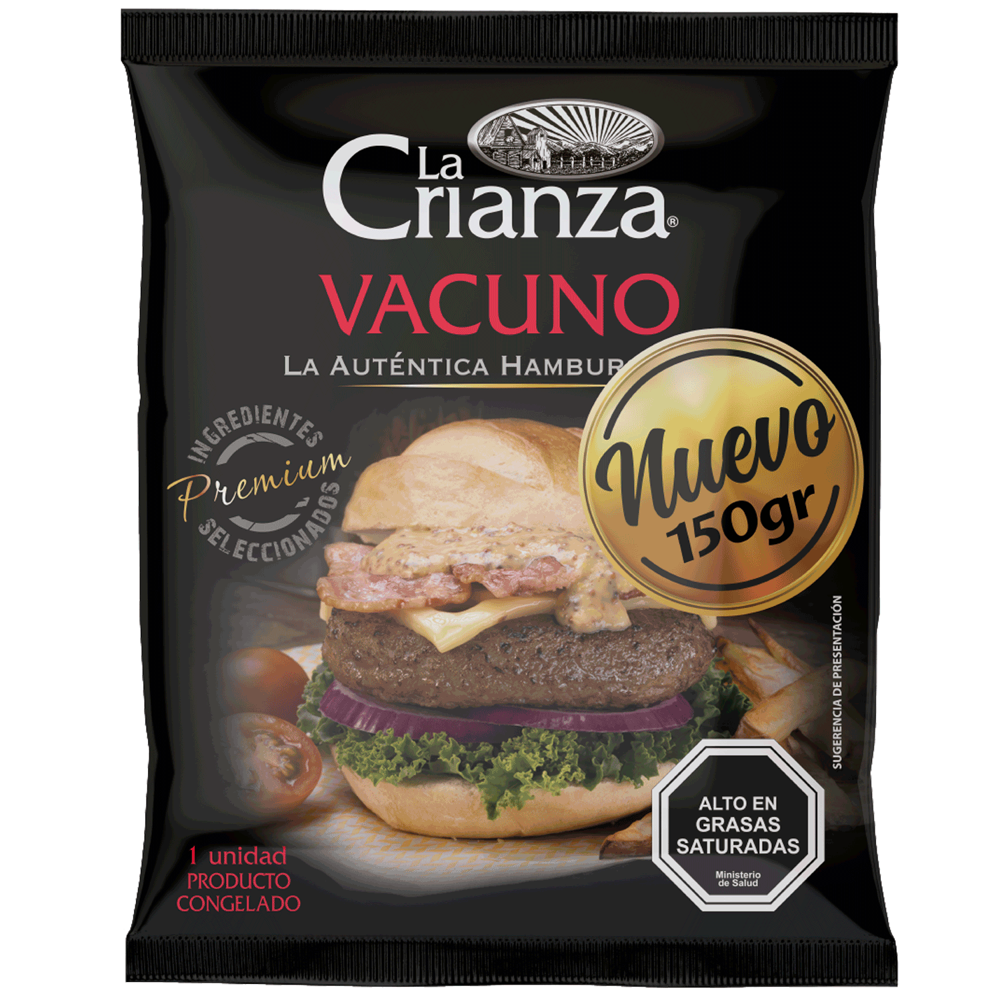 La
Crianza®
VACUNO
LA AUTÉNTICA HAMBUR
INGREDIENTES
Premium
SELECCIONADOS
Nuevo
150gr
SUGERENCIA DE PRESENTACIÓN
ALTO EN
GRASAS
SATURADAS
Ministerio
de Salud
1 unidad
PRODUCTO
CONGELADO